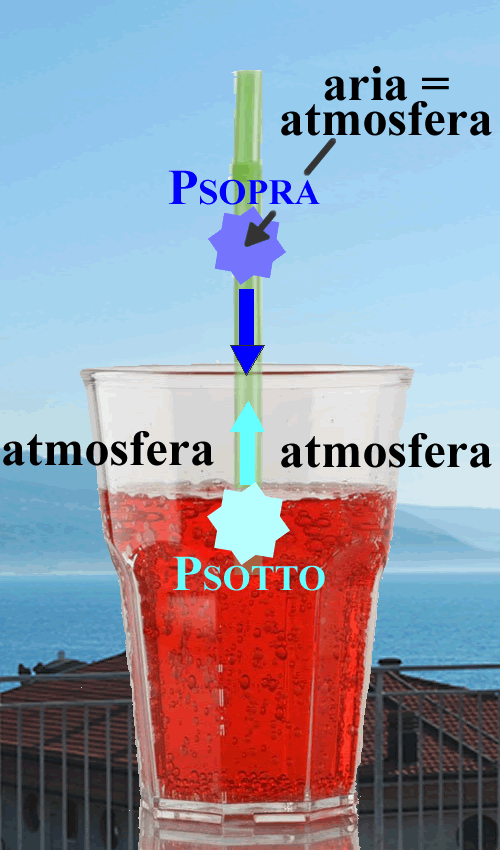 aria =
atmosfera
PSOPRA
atmosfera atmosfera
PSOTTO